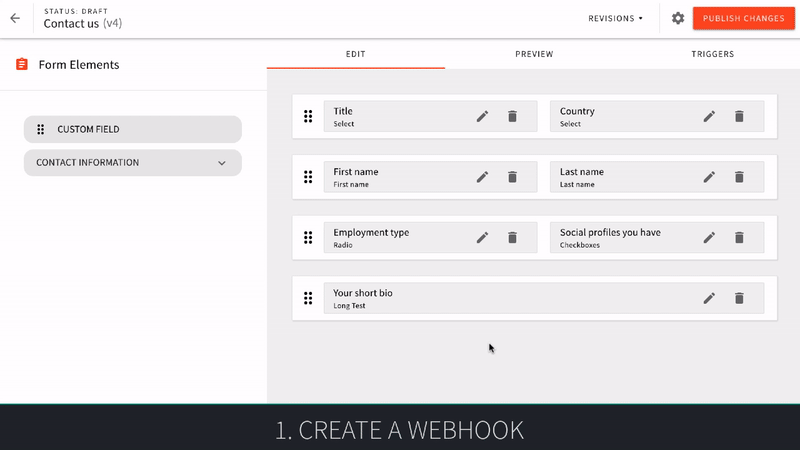 STATUS: DRAFT
Contact us (v4)
REVISIONS
PUBLISH CHANGES
Form Elements
EDIT
PREVIEW
TRIGGERS
CUSTOM FIELD
CONTACT INFORMATION
Title
Select
Country
Select
First name
First name
Last name
Last name
Employment type
Radio
Social profiles you have
Checkboxes
Your short bio
Long Test
1. CREATE A WEBHOOK